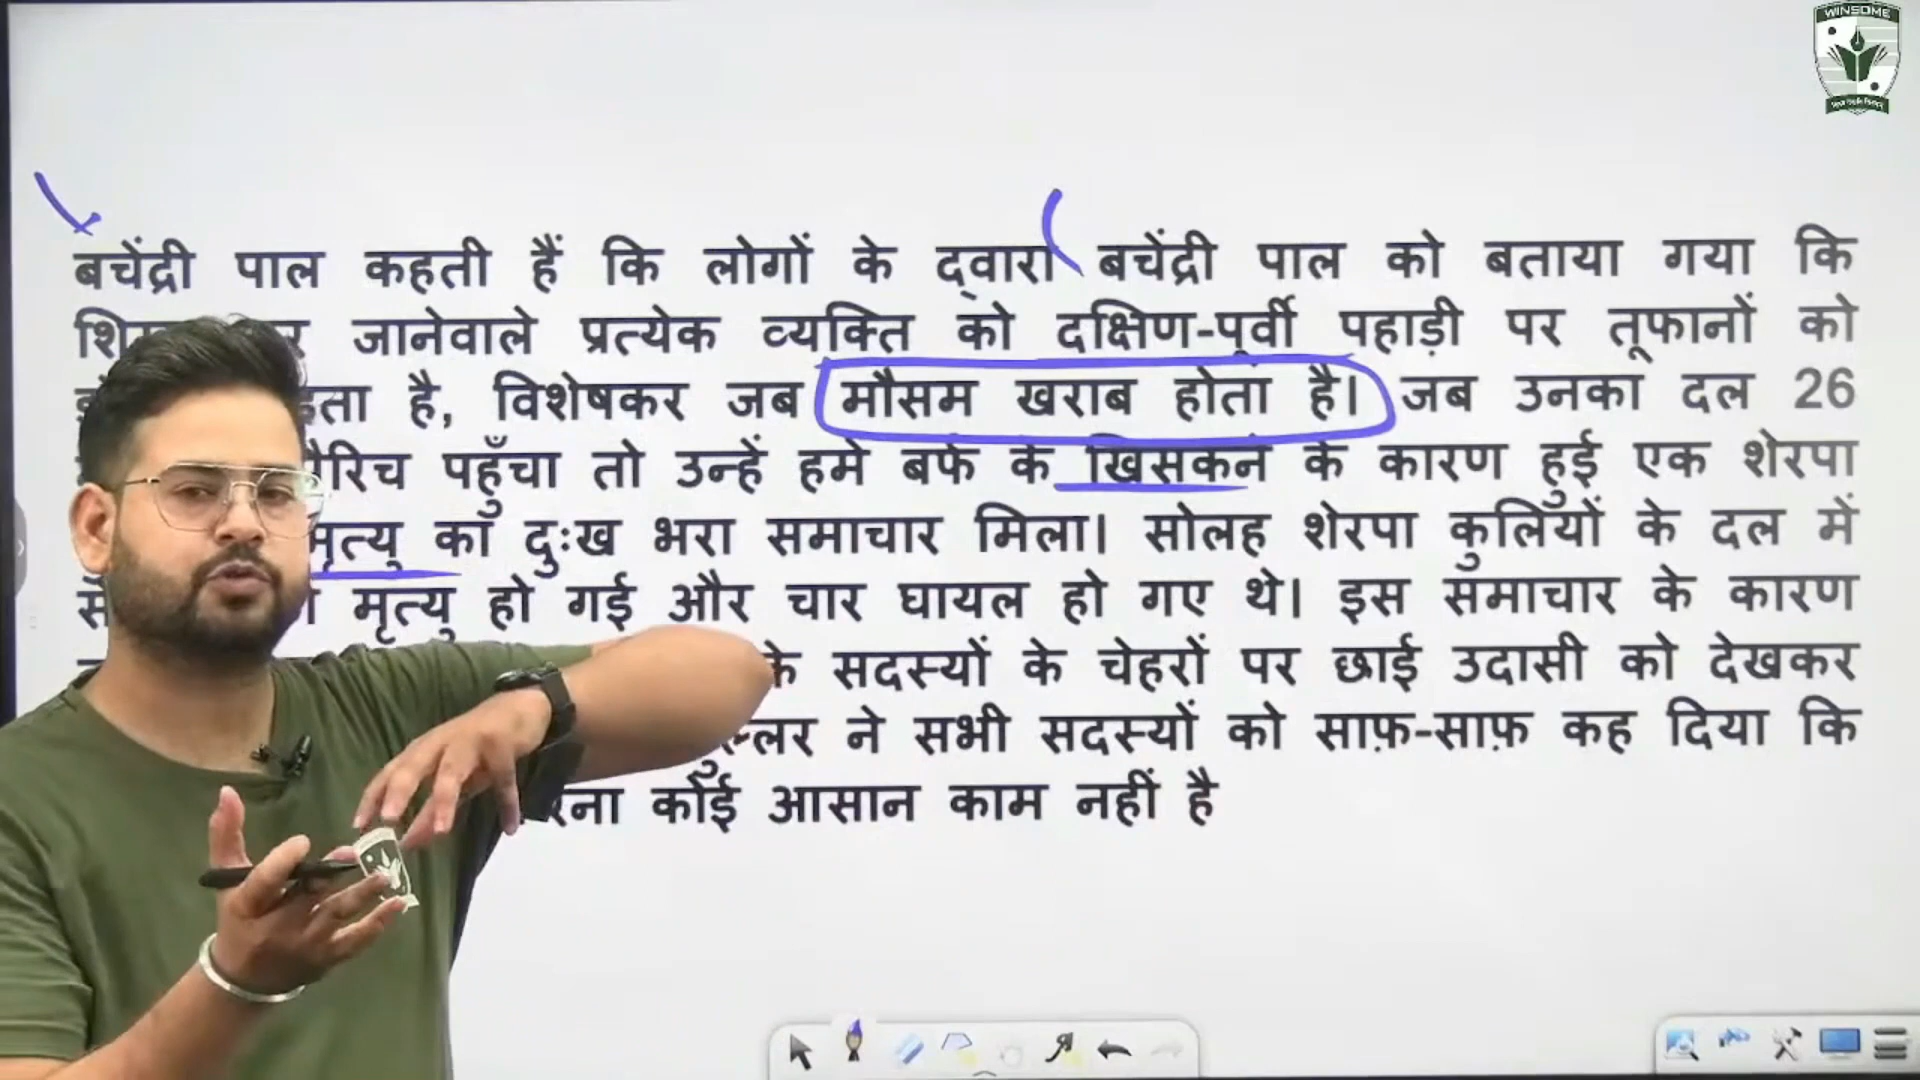 WINSOME
बचेंद्री पाल कहती हैं कि लोगों के द्वारा बचेंद्री पाल को बताया गया कि
जानेवाले प्रत्येक व्यक्ति को दक्षिण-पूर्वी पहाड़ी पर तूफानों को
है, विशेषकर जब मौसम खराब होता है। जब उनका दल 26
पहुँचा तो उन्हें हमें बर्फ के खिसकने के कारण हुई एक शेरपा
मृत्यु का दुःख भरा समाचार मिला। सोलह शेरपा कुलियों के दल में
मृत्यु हो गई और चार घायल हो गए थे। इस समाचार के कारण
के सदस्यों के चेहरों पर छाई उदासी को देखकर
ने सभी सदस्यों को साफ़-साफ़ कह दिया कि
कोई आसान काम नहीं है